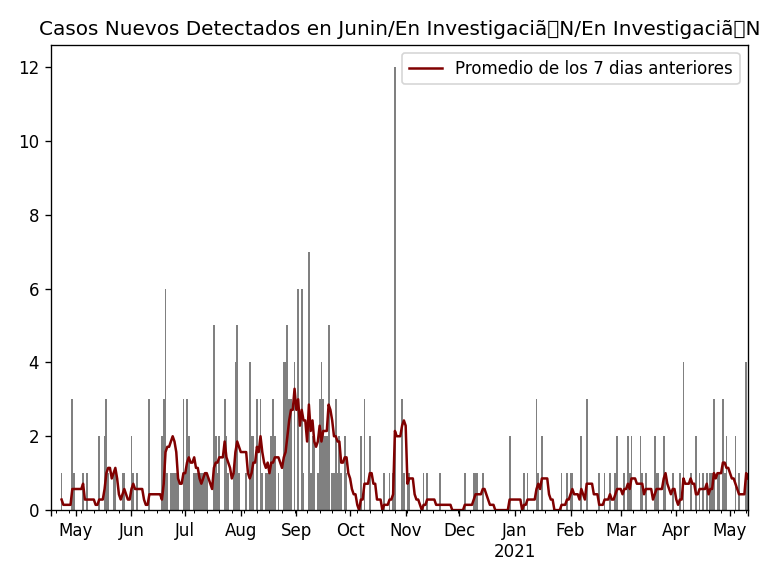 Casos Nuevos Detectados en Junin/En Investigaciã▯N/En Investigaciã▯N
Promedio de los 7 dias anteriores
12
10
8
6
4
2
0
May Jun Jul Aug Sep Oct Nov Dec Jan Feb Mar Apr May
2021